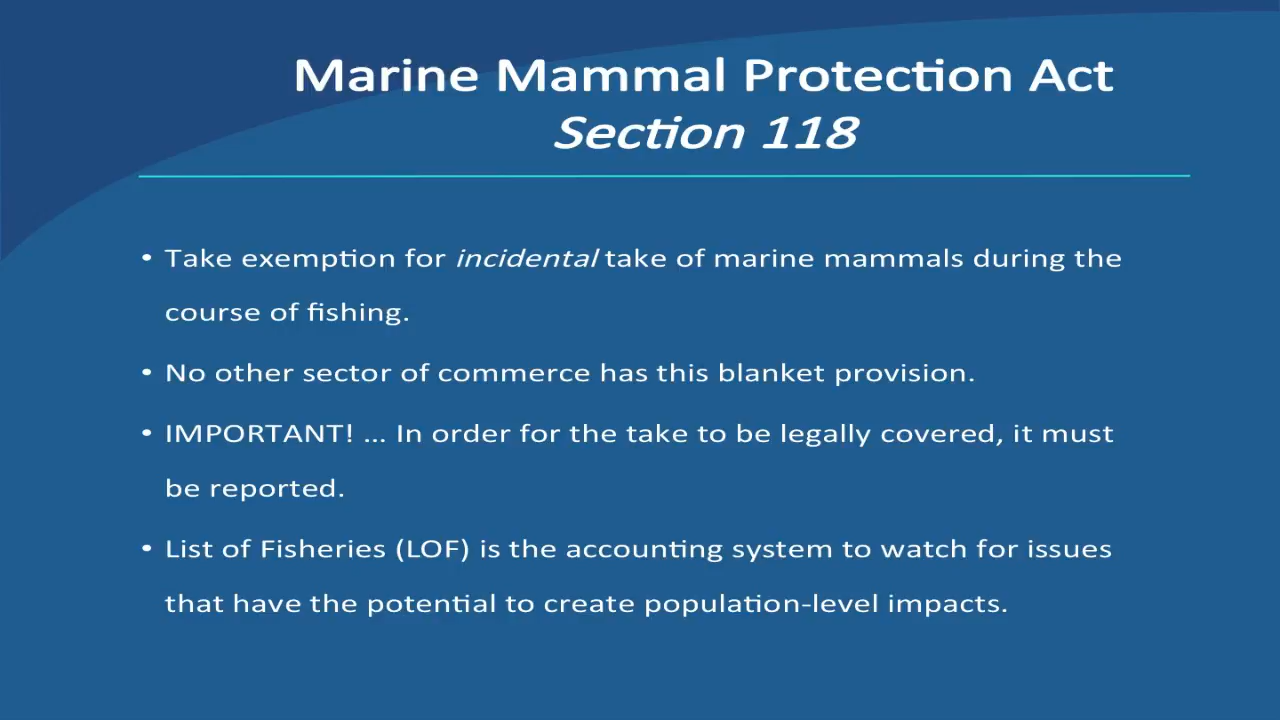 Marine Mammal Protection Act
Section 118
• Take exemption for incidental take of marine mammals during the
course of fishing.
• No other sector of commerce has this blanket provision.
• IMPORTANT! ... In order for the take to be legally covered, it must
be reported.
• List of Fisheries (LOF) is the accounting system to watch for issues
that have the potential to create population-level impacts.